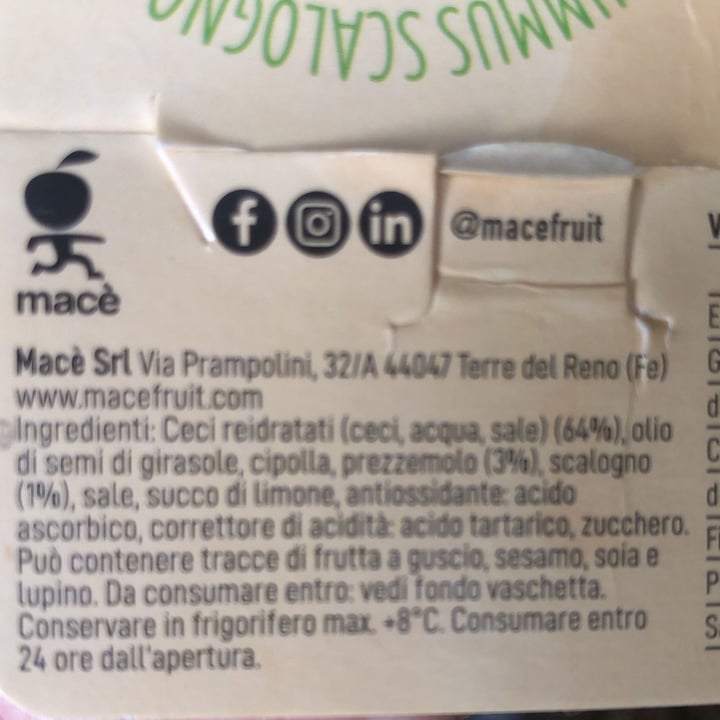 SCALOGNO
@macefruit
macè
Macè Srl Via Prampolini, 32/A 44047 Terre del Reno (Fe)
www.macefruit.com
Ingredienti: Ceci reidratati (ceci, acqua, sale) (64%), olio
di semi di girasole, cipolla, prezzemolo (3%), scalogno
(1%), sale, succo di limone, antiossidante: acido
ascorbico, correttore di acidità: acido tartarico, zucchero.
Può contenere tracce di frutta a guscio, sesamo, soia e
lupino. Da consumare entro: vedi fondo vaschetta.
Conservare in frigorifero max. +8°C. Consumare entro
24 ore dall'apertura.